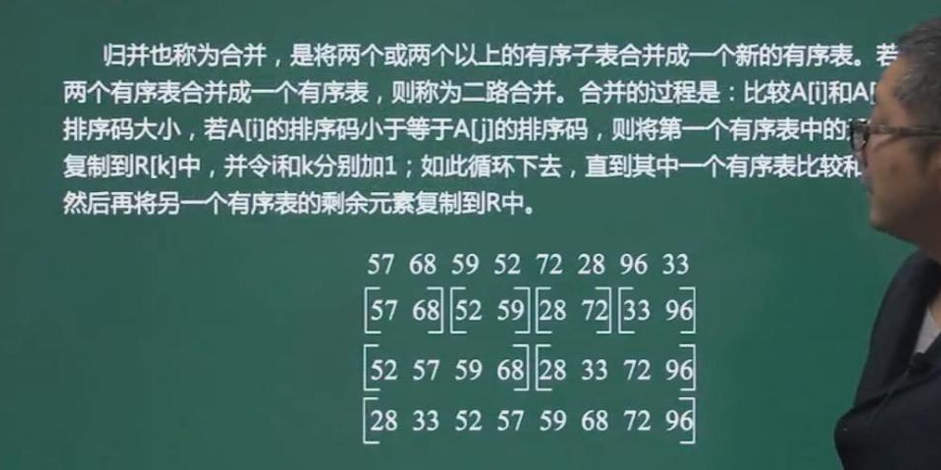 归并也称为合并，是将两个或两个以上的有序子表合并成一个新的有序表。若
两个有序表合并成一个有序表，则称为二路合并。合并的过程是：比较A[i]和A[
排序码大小，若A[i]的排序码小于等于A[j]的排序码，则将第一个有序表中的
复制到R[k]中，并令i和k分别加1；如此循环下去，直到其中一个有序表比较和
然后再将另一个有序表的剩余元素复制到R中。
57 68 59 52 72 28 96 33
[57 68][52 59][28 72][33 96]
[52 57 59 68][28 33 72 96]
[28 33 52 57 59 68 72 96]